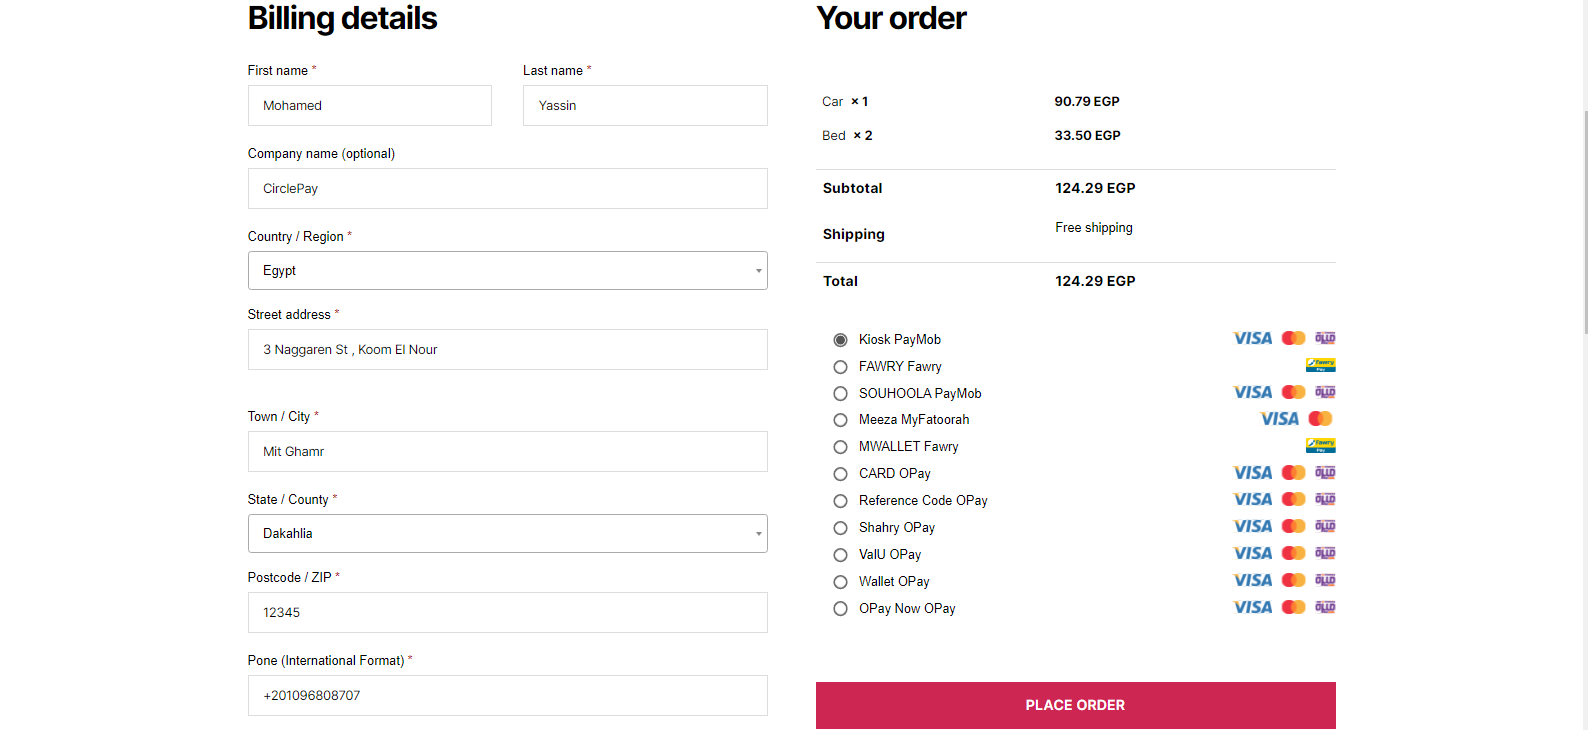 Billing details
First name *
Last name *
Mohamed
Yassin
Company name (optional)
CirclePay
Country / Region *
Egypt
Street address *
3 Naggaren St , Koom El Nour
Town / City *
Mit Ghamr
State / County *
Dakahlia
Postcode / ZIP *
12345
Pone (International Format) *
+201096808707
Your order
Car × 1 90.79 EGP
Bed × 2 33.50 EGP
Subtotal 124.29 EGP
Shipping Free shipping
Total 124.29 EGP
Kiosk PayMob VISA
FAWRY Fawry Fawry Pay
SOUHOOLA PayMob VISA
Meeza MyFatoorah VISA
MWALLET Fawry Fawry Pay
CARD OPay VISA
Reference Code OPay VISA
Shahry OPay VISA
ValU OPay VISA
Wallet OPay VISA
OPay Now OPay VISA
PLACE ORDER